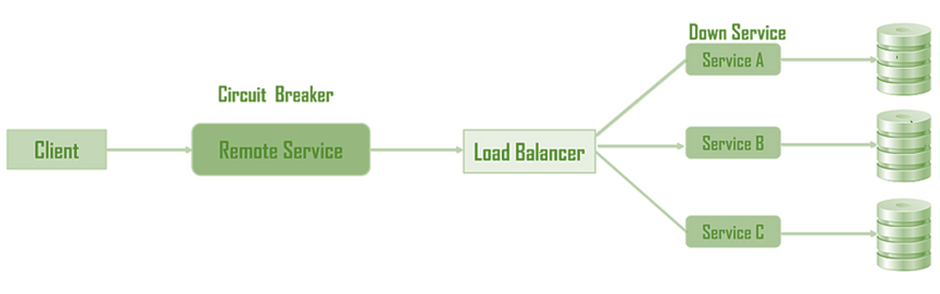 Down Service
Service A
Circuit Breaker
Client
Remote Service
Load Balancer
Service B
Service C